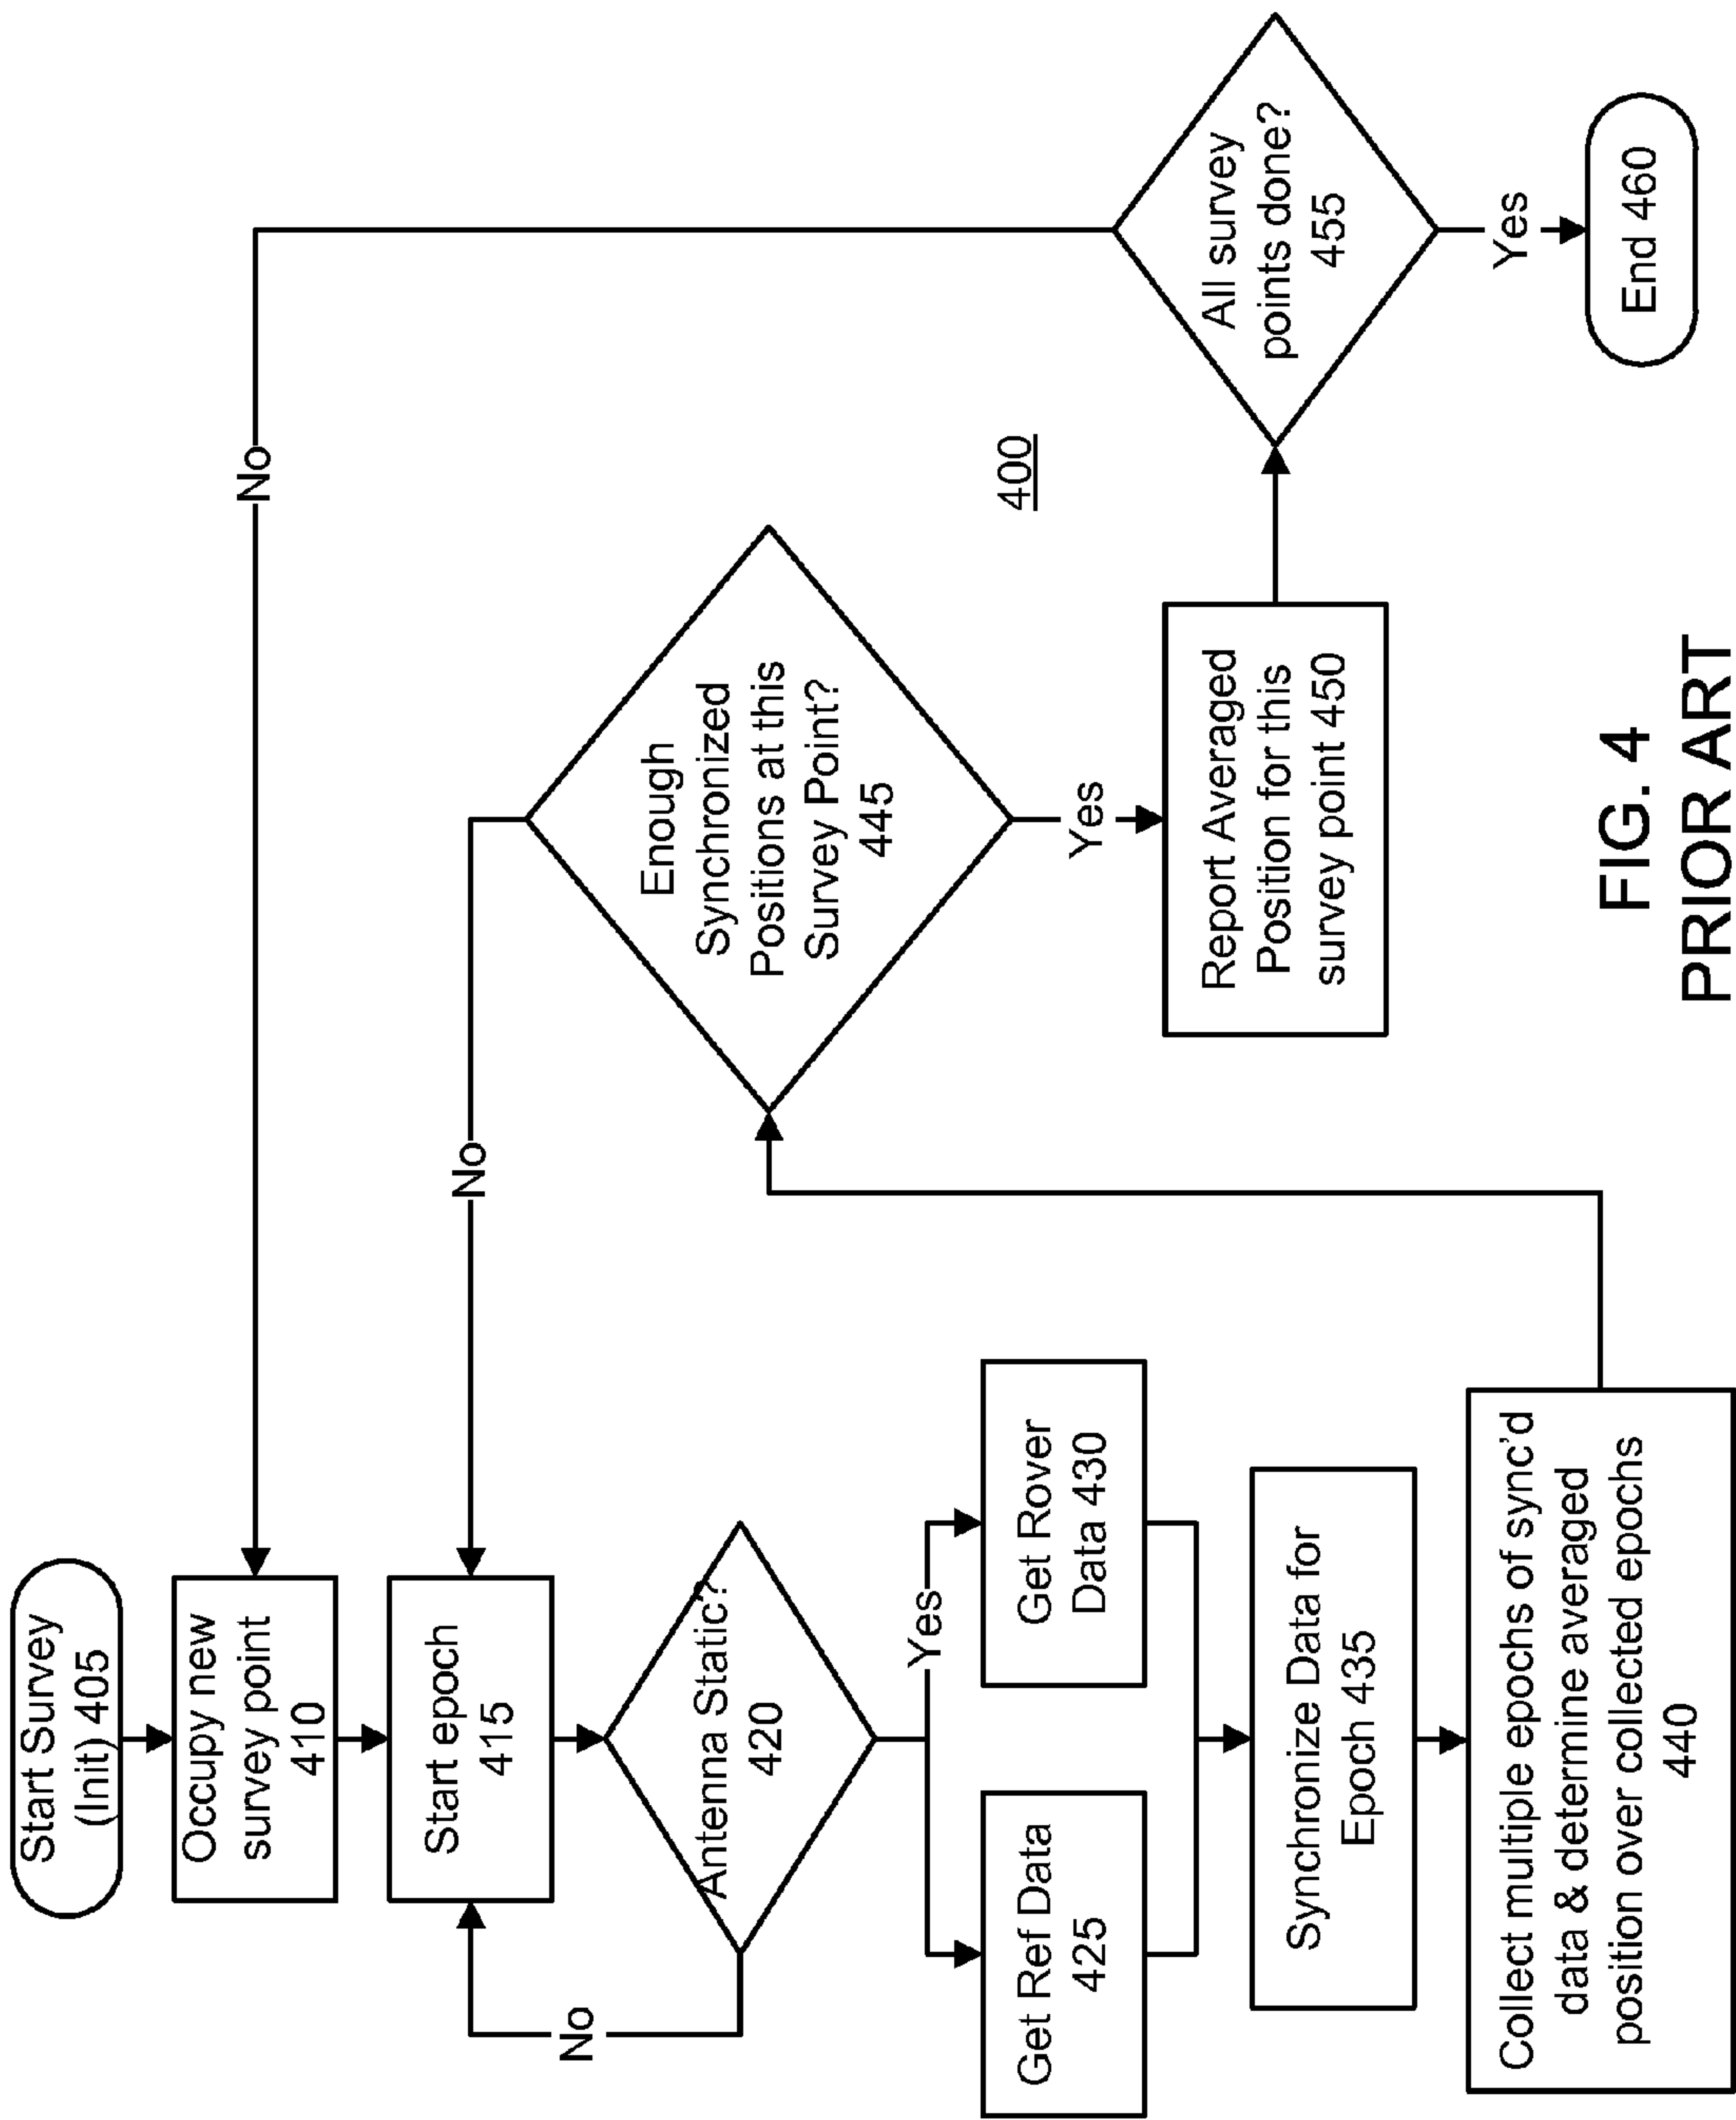 Start Survey
(Init) 405
Occupy new
survey point
410
Start epoch
415
Antenna Static?
420
No
Yes
Get Ref Data
425
Get Rover
Data 430
Synchronize Data for
Epoch 435
Collect multiple epochs of sync’d
data & determine averaged
position over collected epochs
440
No
No
Enough
Synchronized
Positions at this
Survey Point?
445
Yes
Report Averaged
Position for this
survey point 450
400
All survey
points done?
455
Yes
End 460
FIG. 4
PRIOR ART